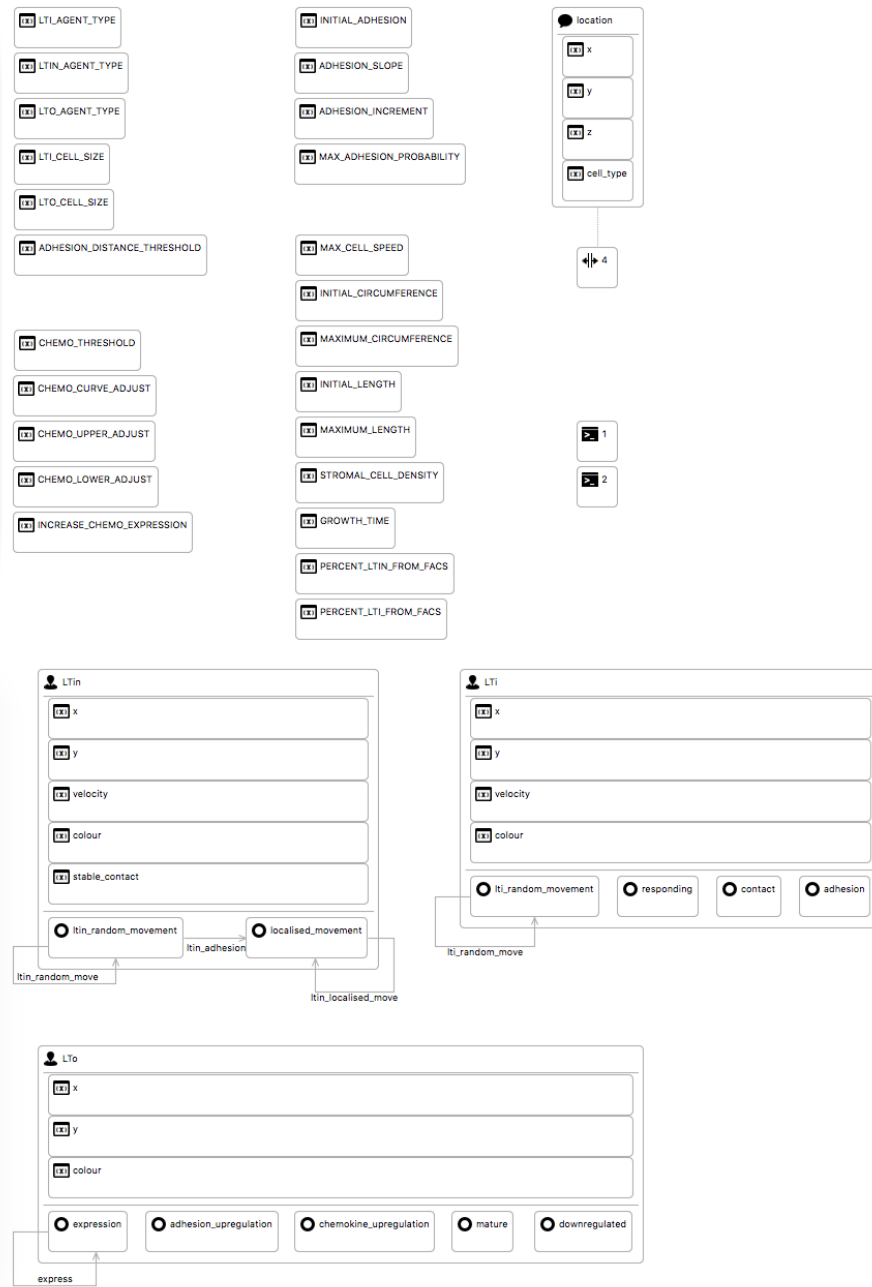 LTI_AGENT_TYPE
LTIN_AGENT_TYPE
LTO_AGENT_TYPE
LTI_CELL_SIZE
LTO_CELL_SIZE
ADHESION_DISTANCE_THRESHOLD
CHEMO_THRESHOLD
CHEMO_CURVE_ADJUST
CHEMO_UPPER_ADJUST
CHEMO_LOWER_ADJUST
INCREASE_CHEMO_EXPRESSION
INITIAL_ADHESION
ADHESION_SLOPE
ADHESION_INCREMENT
MAX_ADHESION_PROBABILITY
MAX_CELL_SPEED
INITIAL_CIRCUMFERENCE
MAXIMUM_CIRCUMFERENCE
INITIAL_LENGTH
MAXIMUM_LENGTH
STROMAL_CELL_DENSITY
GROWTH_TIME
PERCENT_LTIN_FROM_FACS
PERCENT_LTI_FROM_FACS
location
x
y
z
cell_type
4
1
2
LTin
x
y
velocity
colour
stable_contact
ltin_random_movement
ltin_adhesion
localised_movement
ltin_random_move
ltin_localised_move
LTi
x
y
velocity
colour
lti_random_movement
responding
contact
adhesion
lti_random_move
LTo
x
y
colour
expression
adhesion_upregulation
chemokine_upregulation
mature
downregulated
express